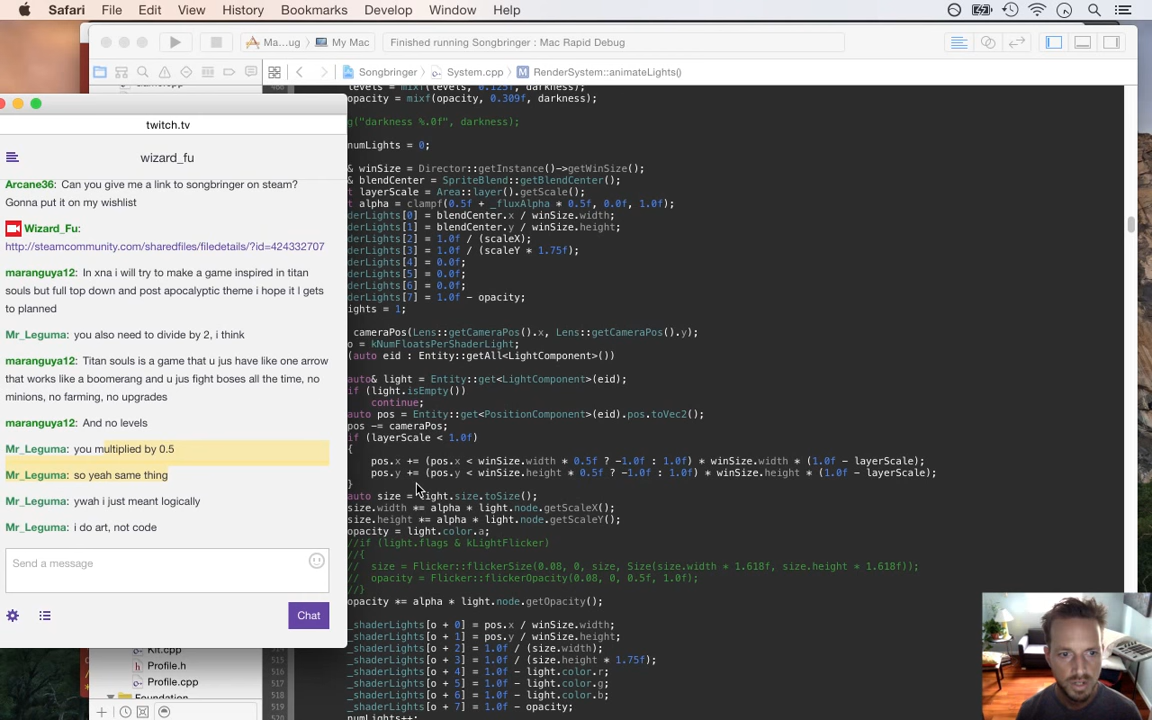 Safari File Edit View History Bookmarks Develop Window Help
Ma...ug My Mac Finished running Songbringer : Mac Rapid Debug
Songbringer System.cpp M RenderSystem::animateLights()
twitch.tv
wizard_fu
Arcane36: Can you give me a link to songbringer on steam?
Gonna put it on my wishlist
Wizard_Fu:
http://steamcommunity.com/sharedfiles/filedetails/?id=424332707
maranguya12: In xna i will try to make a game inspired in titan
souls but full top down and post apocalyptic theme i hope it I gets
to planned
Mr_Leguma: you also need to divide by 2, i think
maranguya12: Titan souls is a game that u jus have like one arrow
that works like a boomerang and u jus fight boses all the time, no
minions, no farming, no upgrades
maranguya12: And no levels
Mr_Leguma: you multiplied by 0.5
Mr_Leguma: so yeah same thing
Mr_Leguma: ywah i just meant logically
Mr_Leguma: i do art, not code
Send a message
Chat
Kit.cpp
Profile.h
Profile.cpp
Foundation
levels = mixf(levels, 0.125f, darkness);
opacity = mixf(opacity, 0.309f, darkness);
g("darkness %.0f", darkness);
numLights = 0;
& winSize = Director::getInstance()->getWinSize();
& blendCenter = SpriteBlend::getBlendCenter();
t layerScale = Area::layer().getScale();
t alpha = clampf(0.5f + _fluxAlpha * 0.5f, 0.0f, 1.0f);
derLights[0] = blendCenter.x / winSize.width;
derLights[1] = blendCenter.y / winSize.height;
derLights[2] = 1.0f / (scaleX);
derLights[3] = 1.0f / (scaleY * 1.75f);
derLights[4] = 0.0f;
derLights[5] = 0.0f;
derLights[6] = 0.0f;
derLights[7] = 1.0f - opacity;
ights = 1;
cameraPos(Lens::getCameraPos().x, Lens::getCameraPos().y);
o = kNumFloatsPerShaderLight;
(auto eid : Entity::getAll<LightComponent>())
auto& light = Entity::get<LightComponent>(eid);
if (light.isEmpty())
continue;
auto pos = Entity::get<PositionComponent>(eid).pos.toVec2();
pos -= cameraPos;
if (layerScale < 1.0f)
{
pos.x += (pos.x < winSize.width * 0.5f ? -1.0f : 1.0f) * winSize.width * (1.0f - layerScale);
pos.y += (pos.y < winSize.height * 0.5f ? -1.0f : 1.0f) * winSize.height * (1.0f - layerScale);
}
auto size = light.size.toSize();
size.width *= alpha * light.node.getScaleX();
size.height *= alpha * light.node.getScaleY();
opacity = light.color.a;
//if (light.flags & kLightFlicker)
//{
// size = Flicker::flickerSize(0.08, 0, size, Size(size.width * 1.618f, size.height * 1.618f));
// opacity = Flicker::flickerOpacity(0.08, 0, 0.5f, 1.0f);
//}
opacity *= alpha * light.node.getOpacity();
_shaderLights[o + 0] = pos.x / winSize.width;
_shaderLights[o + 1] = pos.y / winSize.height;
_shaderLights[o + 2] = 1.0f / (size.width);
515 _shaderLights[o + 3] = 1.0f / (size.height * 1.75f);
516 _shaderLights[o + 4] = 1.0f - light.color.r;
517 _shaderLights[o + 5] = 1.0f - light.color.g;
518 _shaderLights[o + 6] = 1.0f - light.color.b;
519 _shaderLights[o + 7] = 1.0f - opacity;
520 numLights++;